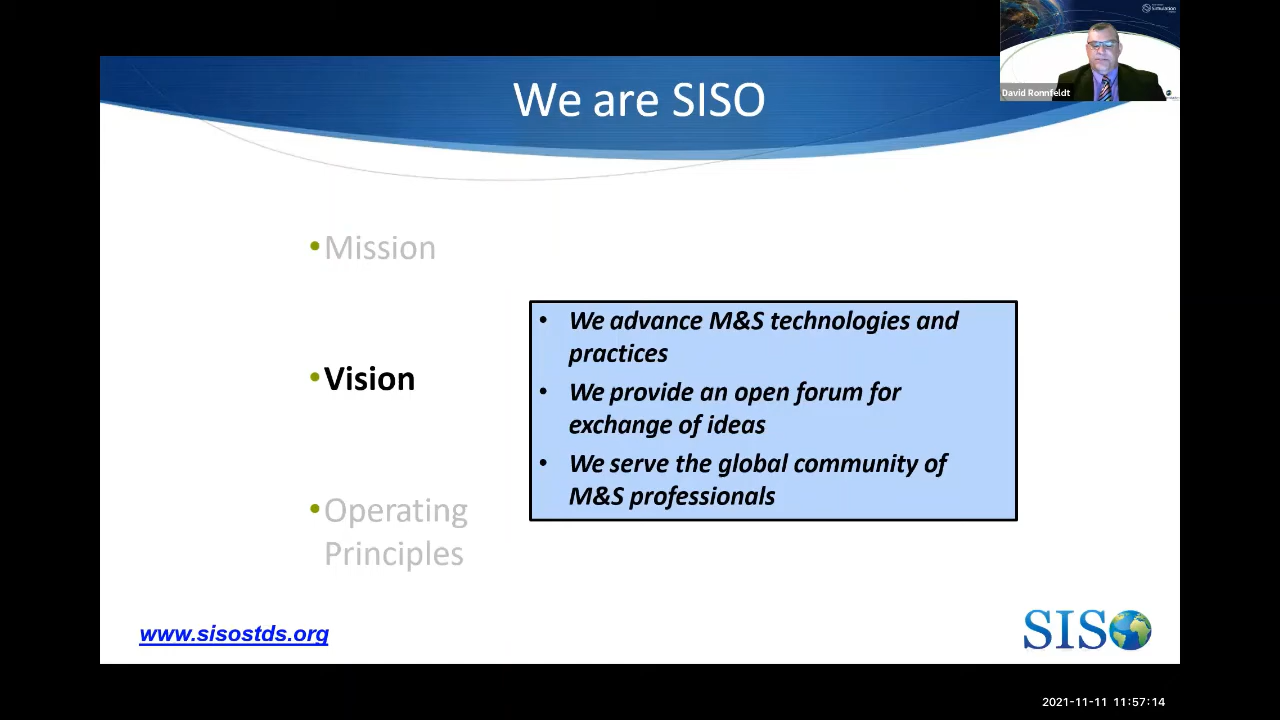 Simulation
David Ronnfeldt
We are SISO
•Mission
•Vision
•Operating
Principles
• We advance M&S technologies and
practices
• We provide an open forum for
exchange of ideas
• We serve the global community of
M&S professionals
www.sisostds.org
SISO
2021-11-11 11:57:14